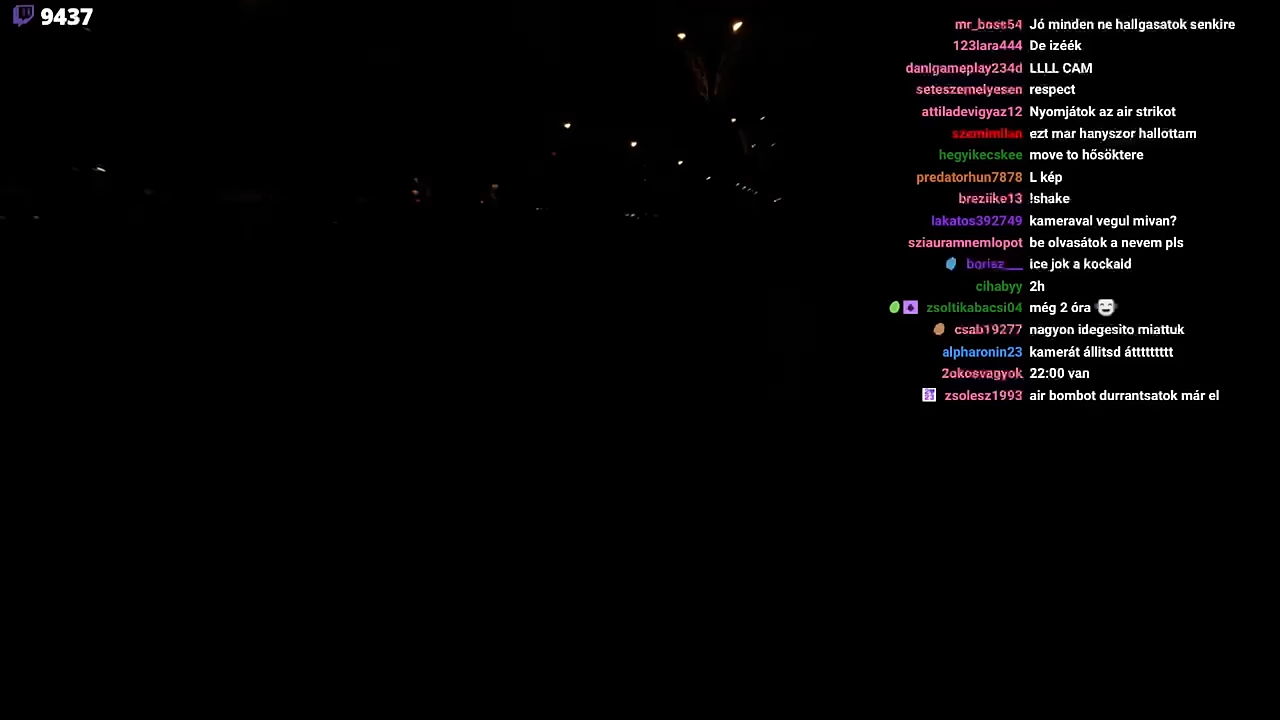 9437
mr_boss54 Jó minden ne hallgasatok senkire
123lara444 De izéék
danigameplay234d LLLL CAM
seteszemelyesen respect
attiladevigyaz12 Nyomjátok az air strikot
szemimilan ezt mar hanyszor hallottam
hegyikecskee move to hősöktere
predatorhun7878 L kép
breziike13 !shake
lakatos392749 kameraval vegul mivan?
sziauramnemlopot be olvasátok a nevem pls
borisz___ ice jok a kockaid
cihabyy 2h
zsoltikabacsi04 még 2 óra
csab19277 nagyon idegesito miattuk
alpharonin23 kamerát állitsd átttttttt
2okosvagyok 22:00 van
zsolesz1993 air bombot durrantsatok már el